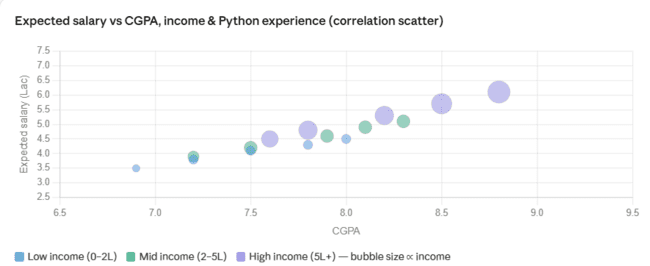 Expected salary vs CGPA, income & Python experience (correlation scatter)
7.5
7.0
6.5
6.0
5.5
5.0
4.5
4.0
3.5
3.0
2.5
Expected salary (Lac)
6.5 7.0 7.5 8.0 8.5 9.0 9.5
CGPA
Low income (0–2L) Mid income (2–5L) High income (5L+) — bubble size ∝ income